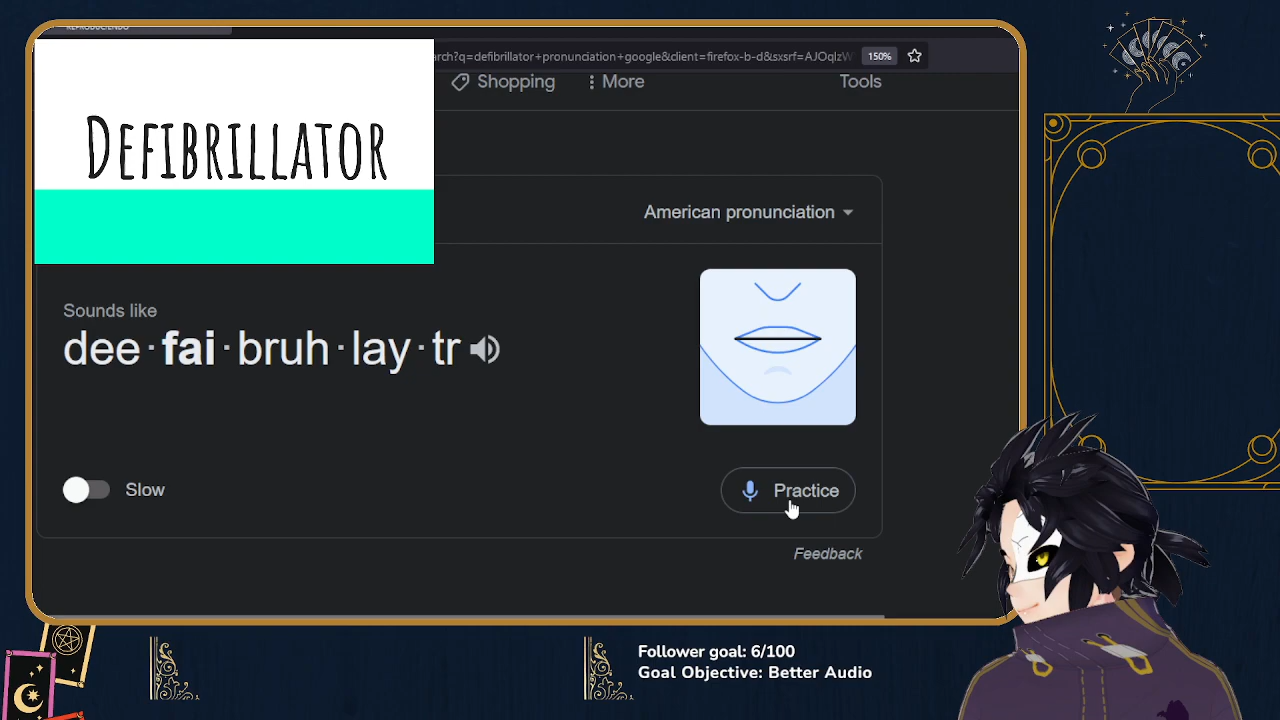 REPRODUCIENDO
arch?q=defibrillator+pronunciation+google&client=firefox-b-d&sxsrf=AJOqlzW
150%
Shopping
More
Tools
DEFIBRILLATOR
American pronunciation
Sounds like
dee · fai · bruh · lay · tr
Slow
Practice
Feedback
Follower goal: 6/100
Goal Objective: Better Audio